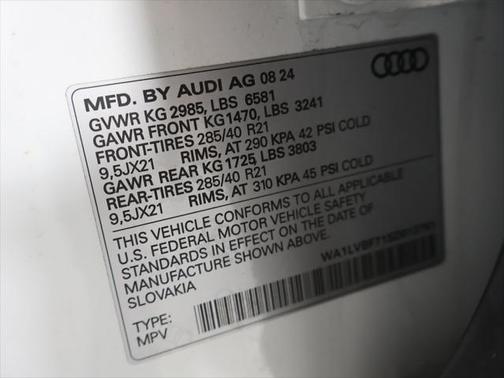 MFD. BY AUDI AG 08 24
GVWR KG 2985, LBS 6581
GAWR FRONT KG1470, LBS 3241
FRONT-TIRES 285/40 R21
9,5JX21 RIMS, AT 290 KPA 42 PSI COLD
GAWR REAR KG 1725, LBS 3803
REAR-TIRES 285/40 R21
9,5JX21 RIMS, AT 310 KPA 45 PSI COLD
THIS VEHICLE CONFORMS TO ALL APPLICABLE
U.S. FEDERAL MOTOR VEHICLE SAFETY
STANDARDS IN EFFECT ON THE DATE OF
MANUFACTURE SHOWN ABOVE
SLOVAKIA
TYPE:
MPV